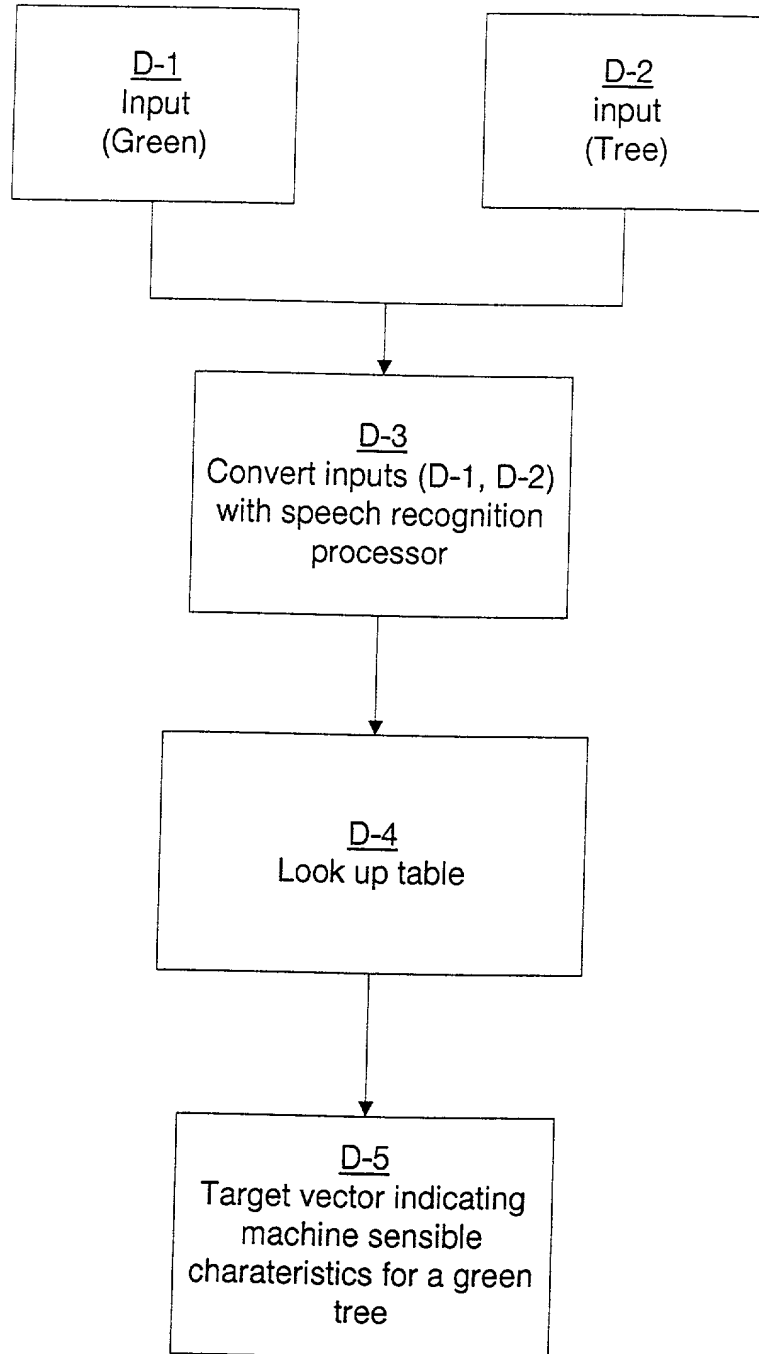 D-1
Input
(Green)
D-2
input
(Tree)
D-3
Convert inputs (D-1, D-2)
with speech recognition
processor
D-4
Look up table
D-5
Target vector indicating
machine sensible
charateristics for a green
tree